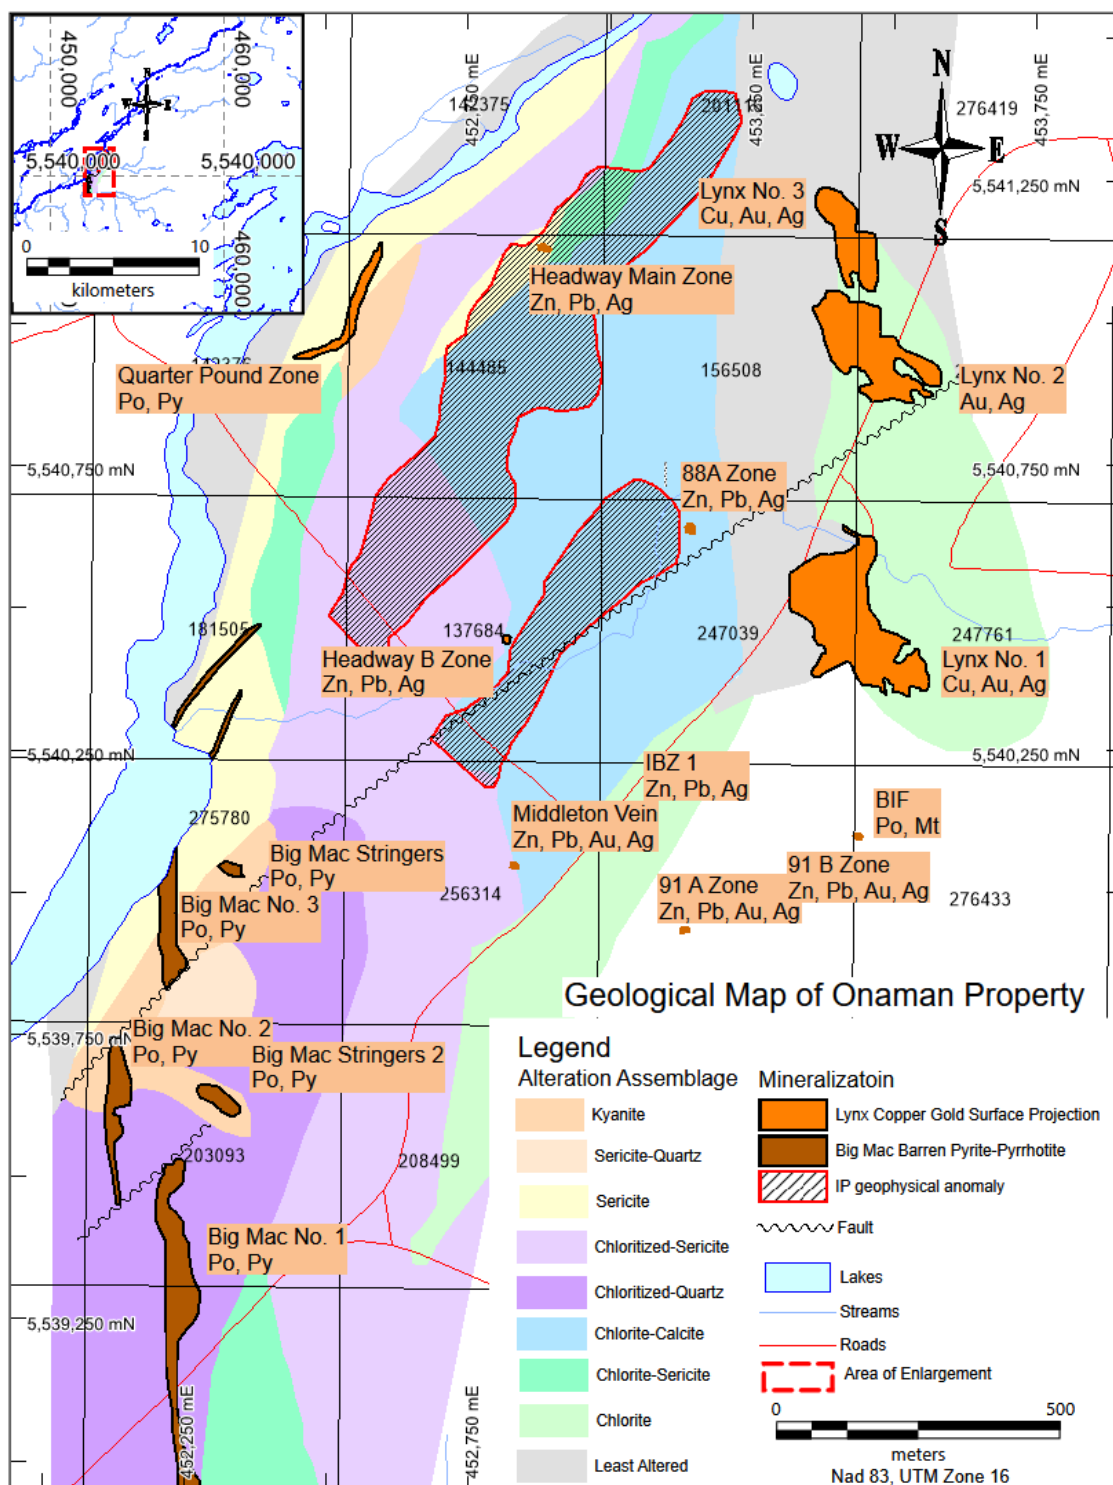 450,000
460,000
N
W E
S
5,540,000
5,540,000
460,000
0 10
kilometers
142375
452,750 mE
201116
453,250 mE
453,750 mE
276419
N
W E
S
5,541,250 mN
Lynx No. 3
Cu, Au, Ag
Headway Main Zone
Zn, Pb, Ag
142376
Quarter Pound Zone
Po, Py
144485
156508
Lynx No. 2
Au, Ag
5,540,750 mN
5,540,750 mN
88A Zone
Zn, Pb, Ag
181505
137684
247039
247761
Headway B Zone
Zn, Pb, Ag
Lynx No. 1
Cu, Au, Ag
5,540,250 mN
5,540,250 mN
IBZ 1
Zn, Pb, Ag
275780
Middleton Vein
Zn, Pb, Au, Ag
BIF
Po, Mt
Big Mac Stringers
Po, Py
91 B Zone
Zn, Pb, Au, Ag
256314
91 A Zone
Zn, Pb, Au, Ag
276433
Big Mac No. 3
Po, Py
Geological Map of Onaman Property
5,539,750 mN
Big Mac No. 2
Po, Py
Big Mac Stringers 2
Po, Py
203093
208499
Big Mac No. 1
Po, Py
5,539,250 mN
452,250 mE
452,750 mE
Legend
Alteration Assemblage
Kyanite
Sericite-Quartz
Sericite
Chloritized-Sericite
Chloritized-Quartz
Chlorite-Calcite
Chlorite-Sericite
Chlorite
Least Altered
Mineralizatoin
Lynx Copper Gold Surface Projection
Big Mac Barren Pyrite-Pyrrhotite
IP geophysical anomaly
Fault
Lakes
Streams
Roads
Area of Enlargement
0 500
meters
Nad 83, UTM Zone 16